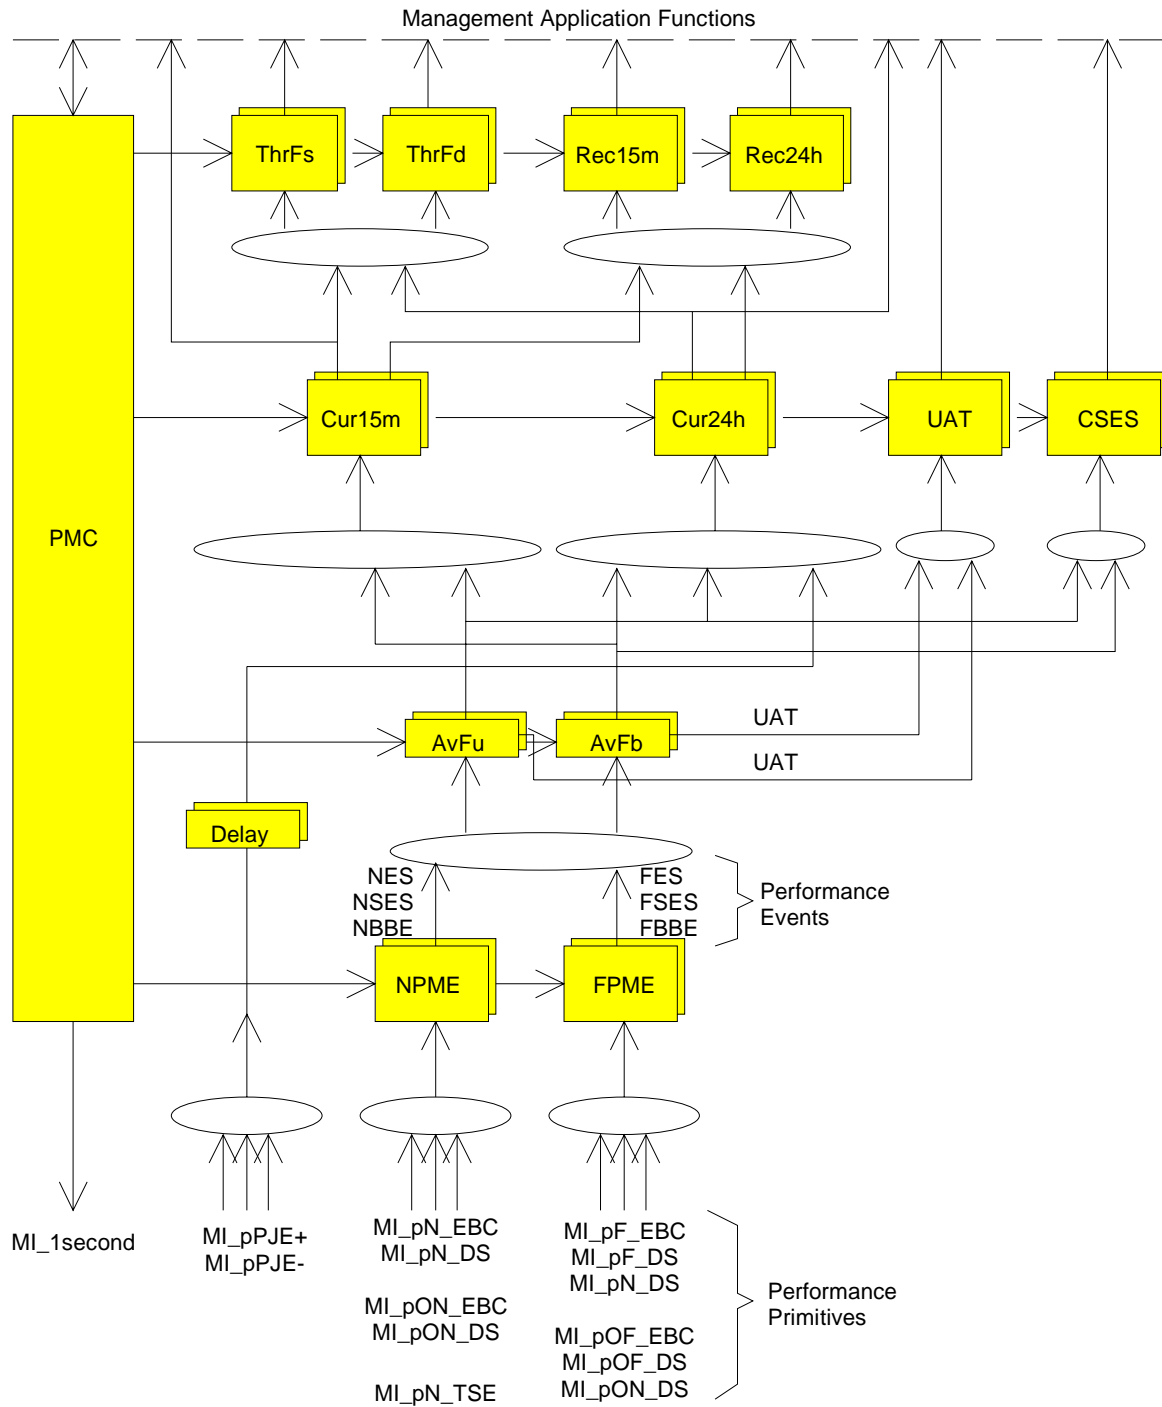 Management Application Functions
ThrFs
ThrFd
Rec15m
Rec24h
Cur15m
Cur24h
UAT
CSES
PMC
UAT
AvFu
AvFb
UAT
Delay
NES
NSES
NBBE
FES
FSES
FBBE
Performance
Events
NPME
FPME
MI_1second
MI_pPJE+
MI_pPJE-
MI_pN_EBC
MI_pN_DS
MI_pON_EBC
MI_pON_DS
MI_pN_TSE
MI_pF_EBC
MI_pF_DS
MI_pN_DS
MI_pOF_EBC
MI_pOF_DS
MI_pON_DS
Performance
Primitives